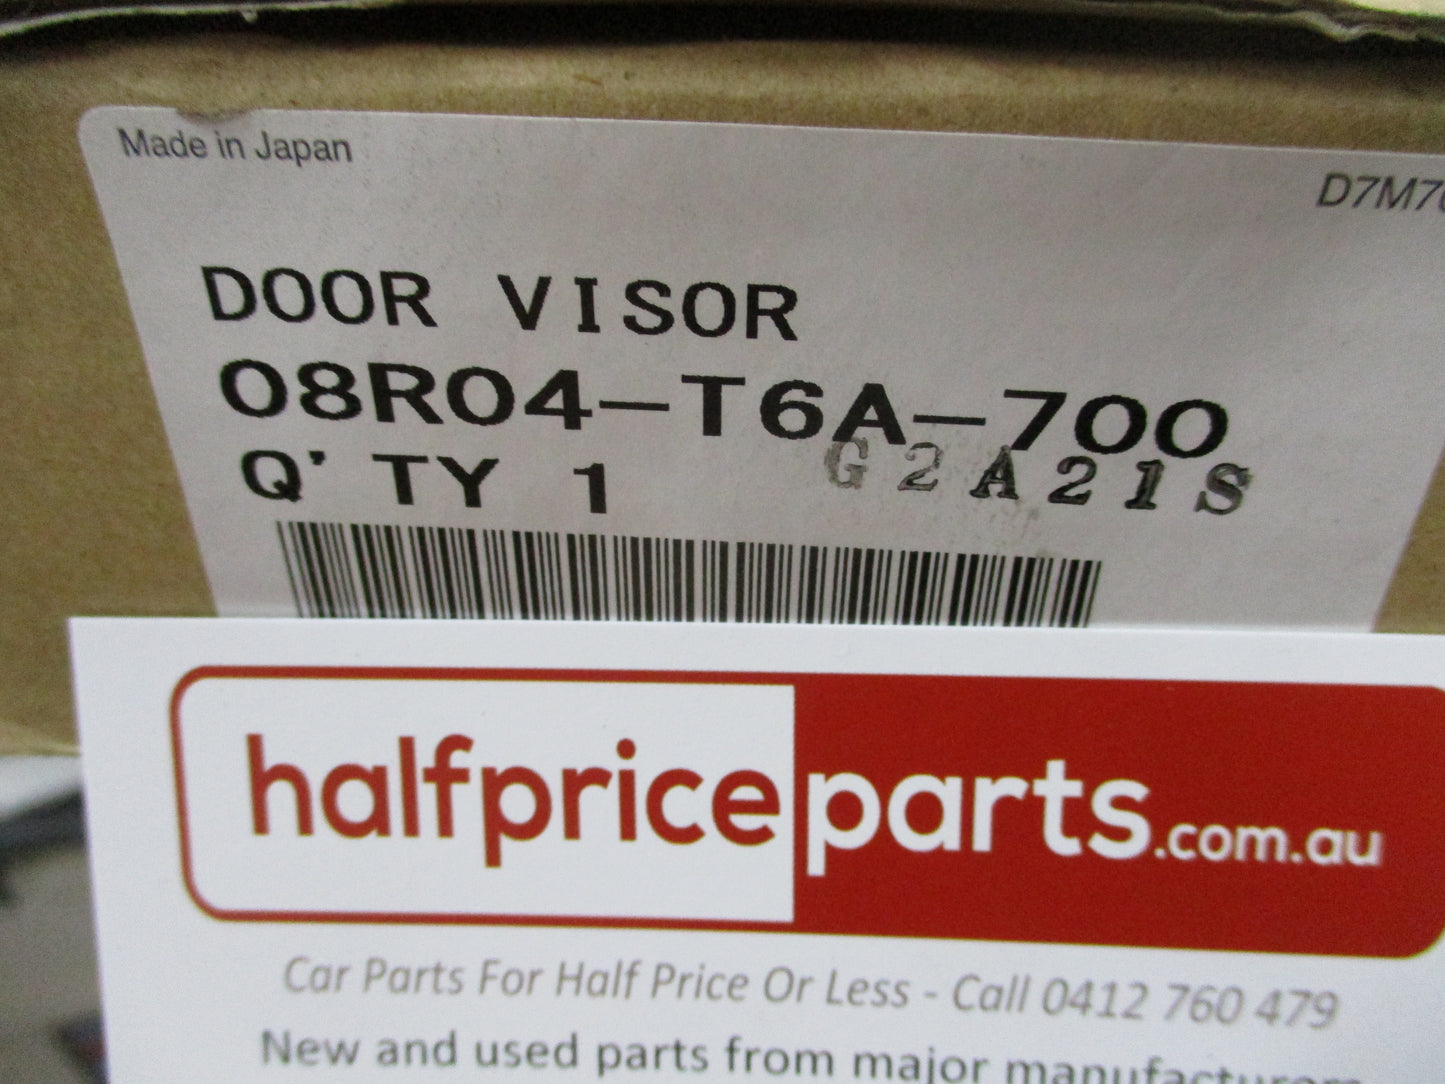 Made in Japan
D7M70
DOOR VISOR
08R04-T6A-700
Q'TY 1
G2A21S
halfpriceparts.com.au
Car Parts For Half Price Or Less - Call 0412 760 479
New and used parts from major manufacturers